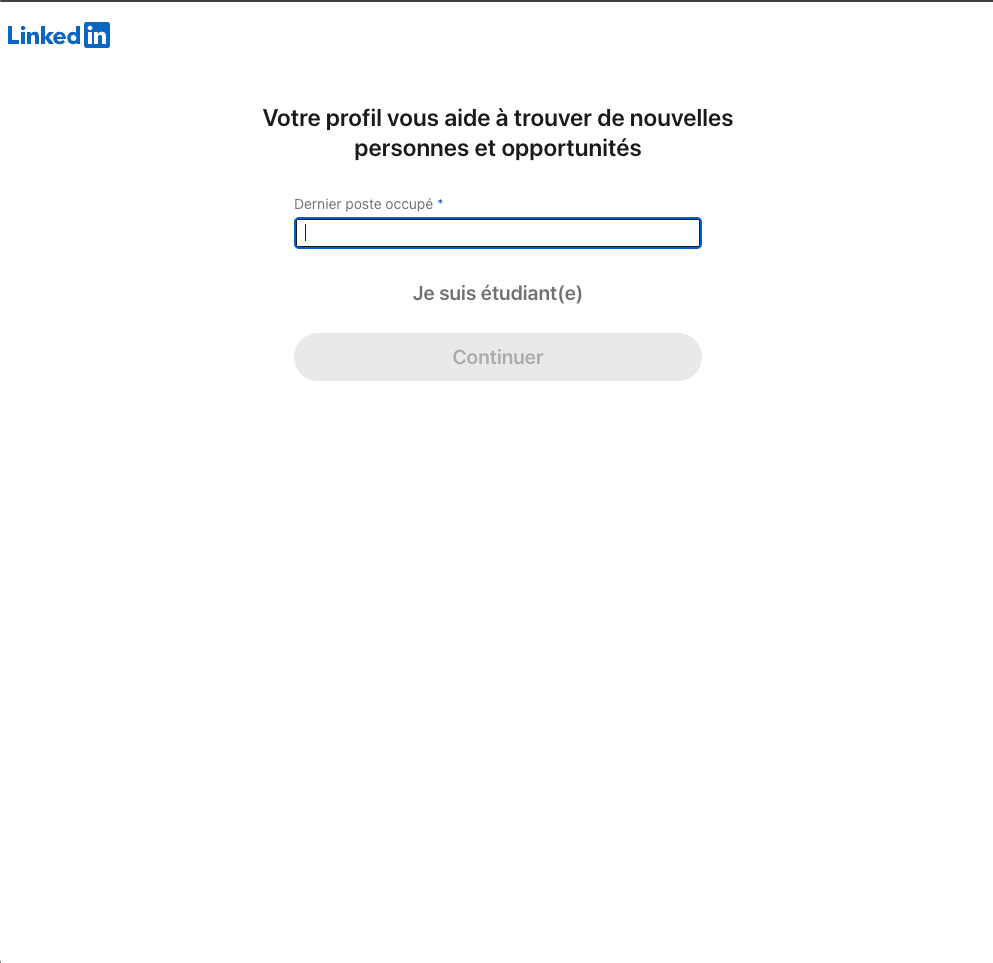 LinkedIn
Votre profil vous aide à trouver de nouvelles
personnes et opportunités
Dernier poste occupé *
Je suis étudiant(e)
Continuer